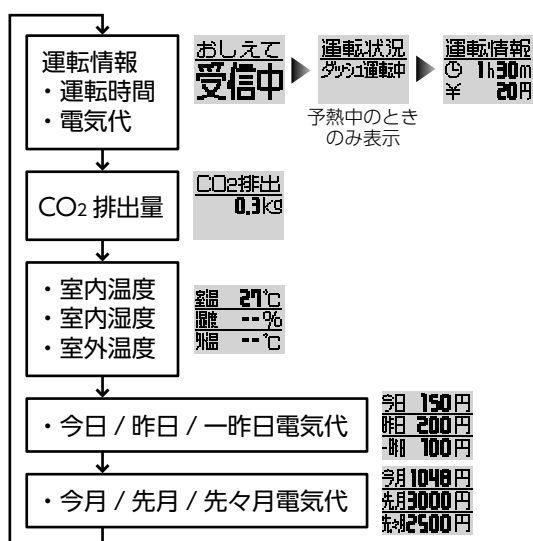 運転情報
・運転時間
・電気代
おしえて
受信中
運転状況
ダッシュ運転中
運転情報
1h30m
¥ 20円
予熱中のとき
のみ表示
CO2 排出量
CO2排出
0.3kg
・室内温度
・室内湿度
・室外温度
室温 27℃
湿度 --%
外温 --℃
・今日 / 昨日 / 一昨日電気代
今日 150円
昨日 200円
一昨日 100円
・今月 / 先月 / 先々月電気代
今月1048円
先月3000円
先々月2500円